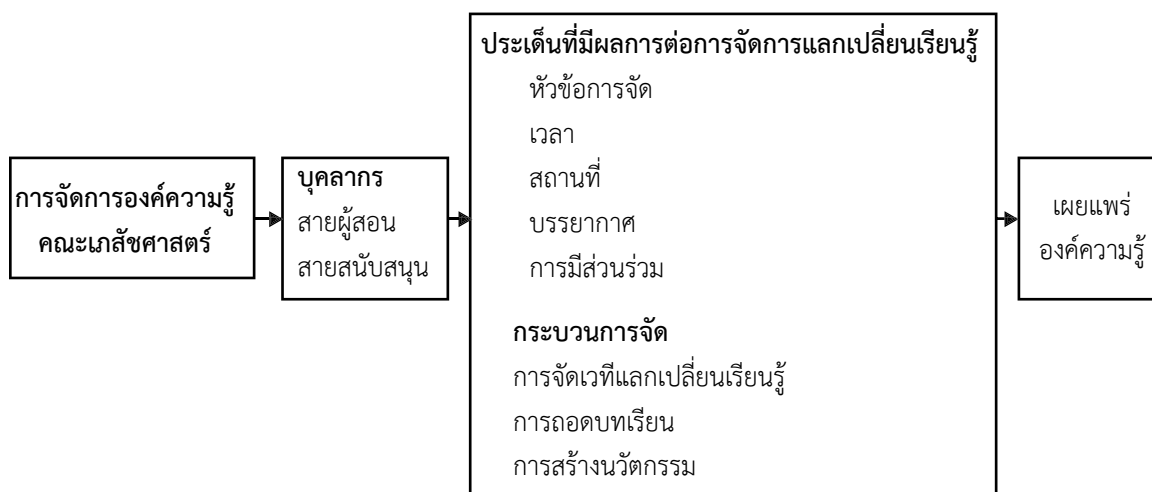 การจัดการองค์ความรู้
คณะเภสัชศาสตร์
บุคลากร
สายผู้สอน
สายสนับสนุน
ประเด็นที่มีผลการต่อการจัดการแลกเปลี่ยนเรียนรู้
หัวข้อการจัด
เวลา
สถานที่
บรรยากาศ
การมีส่วนร่วม
กระบวนการจัด
การจัดเวทีแลกเปลี่ยนเรียนรู้
การถอดบทเรียน
การสร้างนวัตกรรม
เผยแพร่
องค์ความรู้